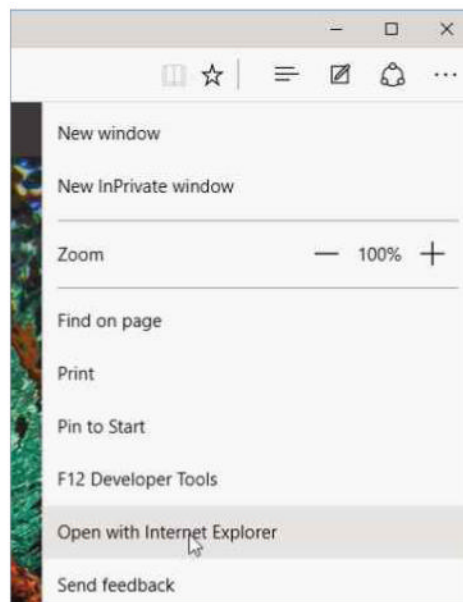 New window
New InPrivate window
Zoom — 100% +
Find on page
Print
Pin to Start
F12 Developer Tools
Open with Internet Explorer
Send feedback